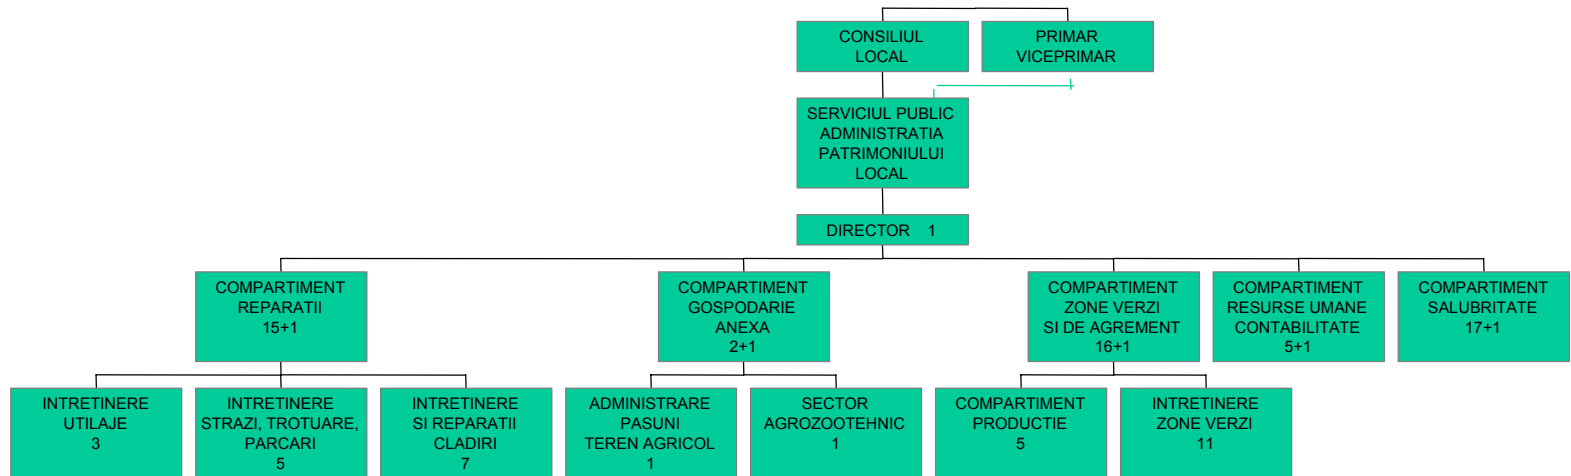 CONSILIUL
LOCAL
PRIMAR
VICEPRIMAR
SERVICIUL PUBLIC
ADMINISTRATIA
PATRIMONIULUI
LOCAL
DIRECTOR 1
COMPARTIMENT
REPARATII
15+1
COMPARTIMENT
GOSPODARIE
ANEXA
2+1
COMPARTIMENT
ZONE VERZI
SI DE AGREMENT
16+1
COMPARTIMENT
RESURSE UMANE
CONTABILITATE
5+1
COMPARTIMENT
SALUBRITATE
17+1
INTRETINERE
UTILAJE
3
INTRETINERE
STRAZI, TROTUARE,
PARCARI
5
INTRETINERE
SI REPARATII
CLADIRI
7
ADMINISTRARE
PASUNI
TEREN AGRICOL
1
SECTOR
AGROZOOTEHNIC
1
COMPARTIMENT
PRODUCTIE
5
INTRETINERE
ZONE VERZI
11